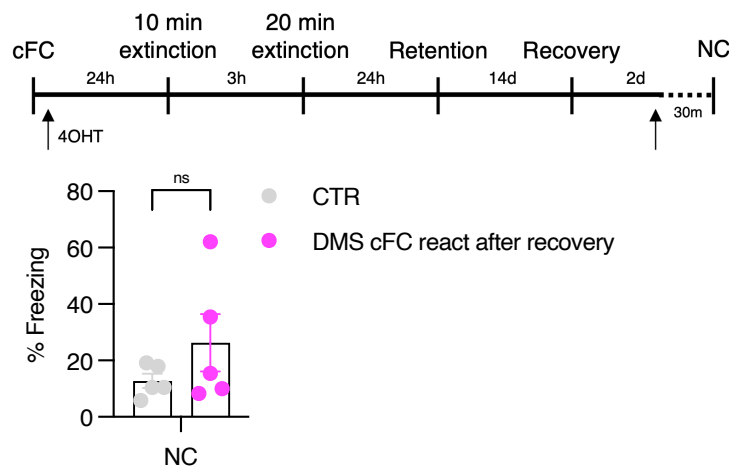 10 min
20 min
cFC
extinction
extinction
Retention
Recovery
NC
24h
3h
24h
14d
2d
30m
4OHT
ns
CTR
DMS cFC react after recovery
% Freezing
80
60
40
20
0
NC